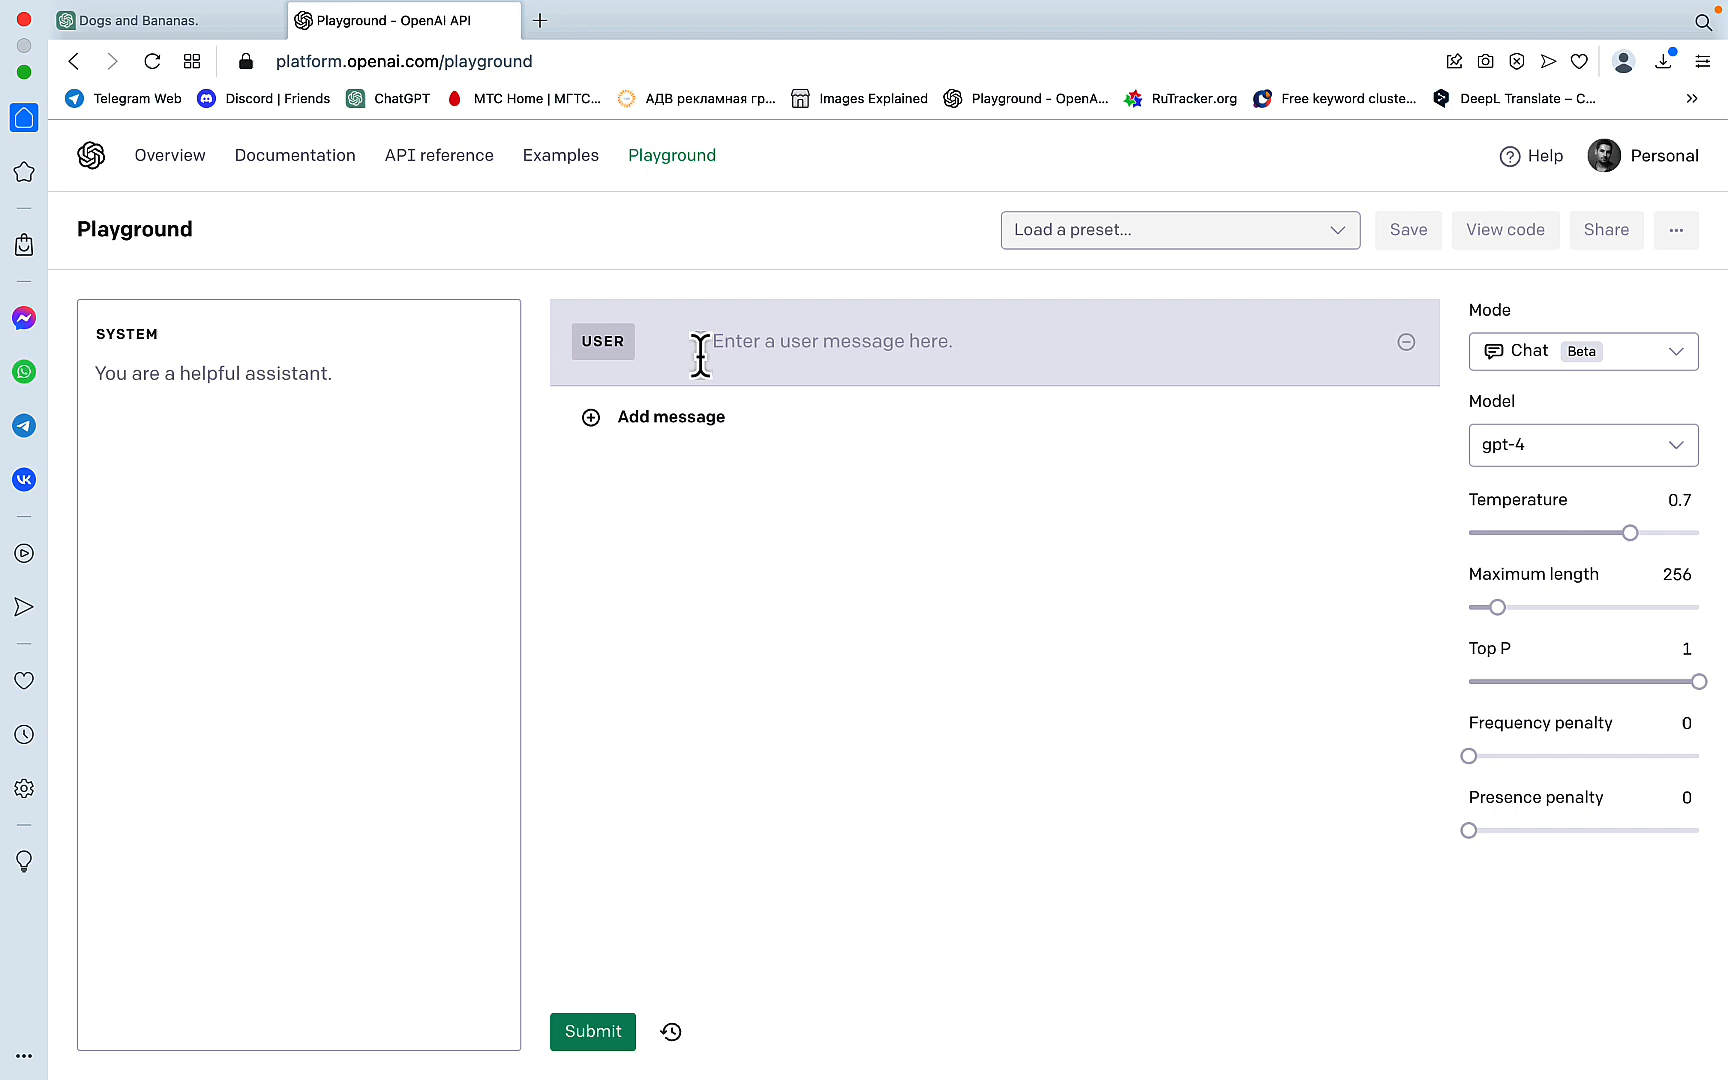 Dogs and Bananas.
Playground - OpenAI API
platform.openai.com/playground
Telegram Web
Discord | Friends
ChatGPT
МТС Home | МГТС...
АДВ рекламная гр...
Images Explained
Playground - OpenA...
RuTracker.org
Free keyword cluste...
DeepL Translate – C...
Overview
Documentation
API reference
Examples
Playground
Help
Personal
Playground
Load a preset...
Save
View code
Share
SYSTEM
You are a helpful assistant.
USER
Enter a user message here.
Add message
Mode
Chat Beta
Model
gpt-4
Temperature 0.7
Maximum length 256
Top P 1
Frequency penalty 0
Presence penalty 0
Submit